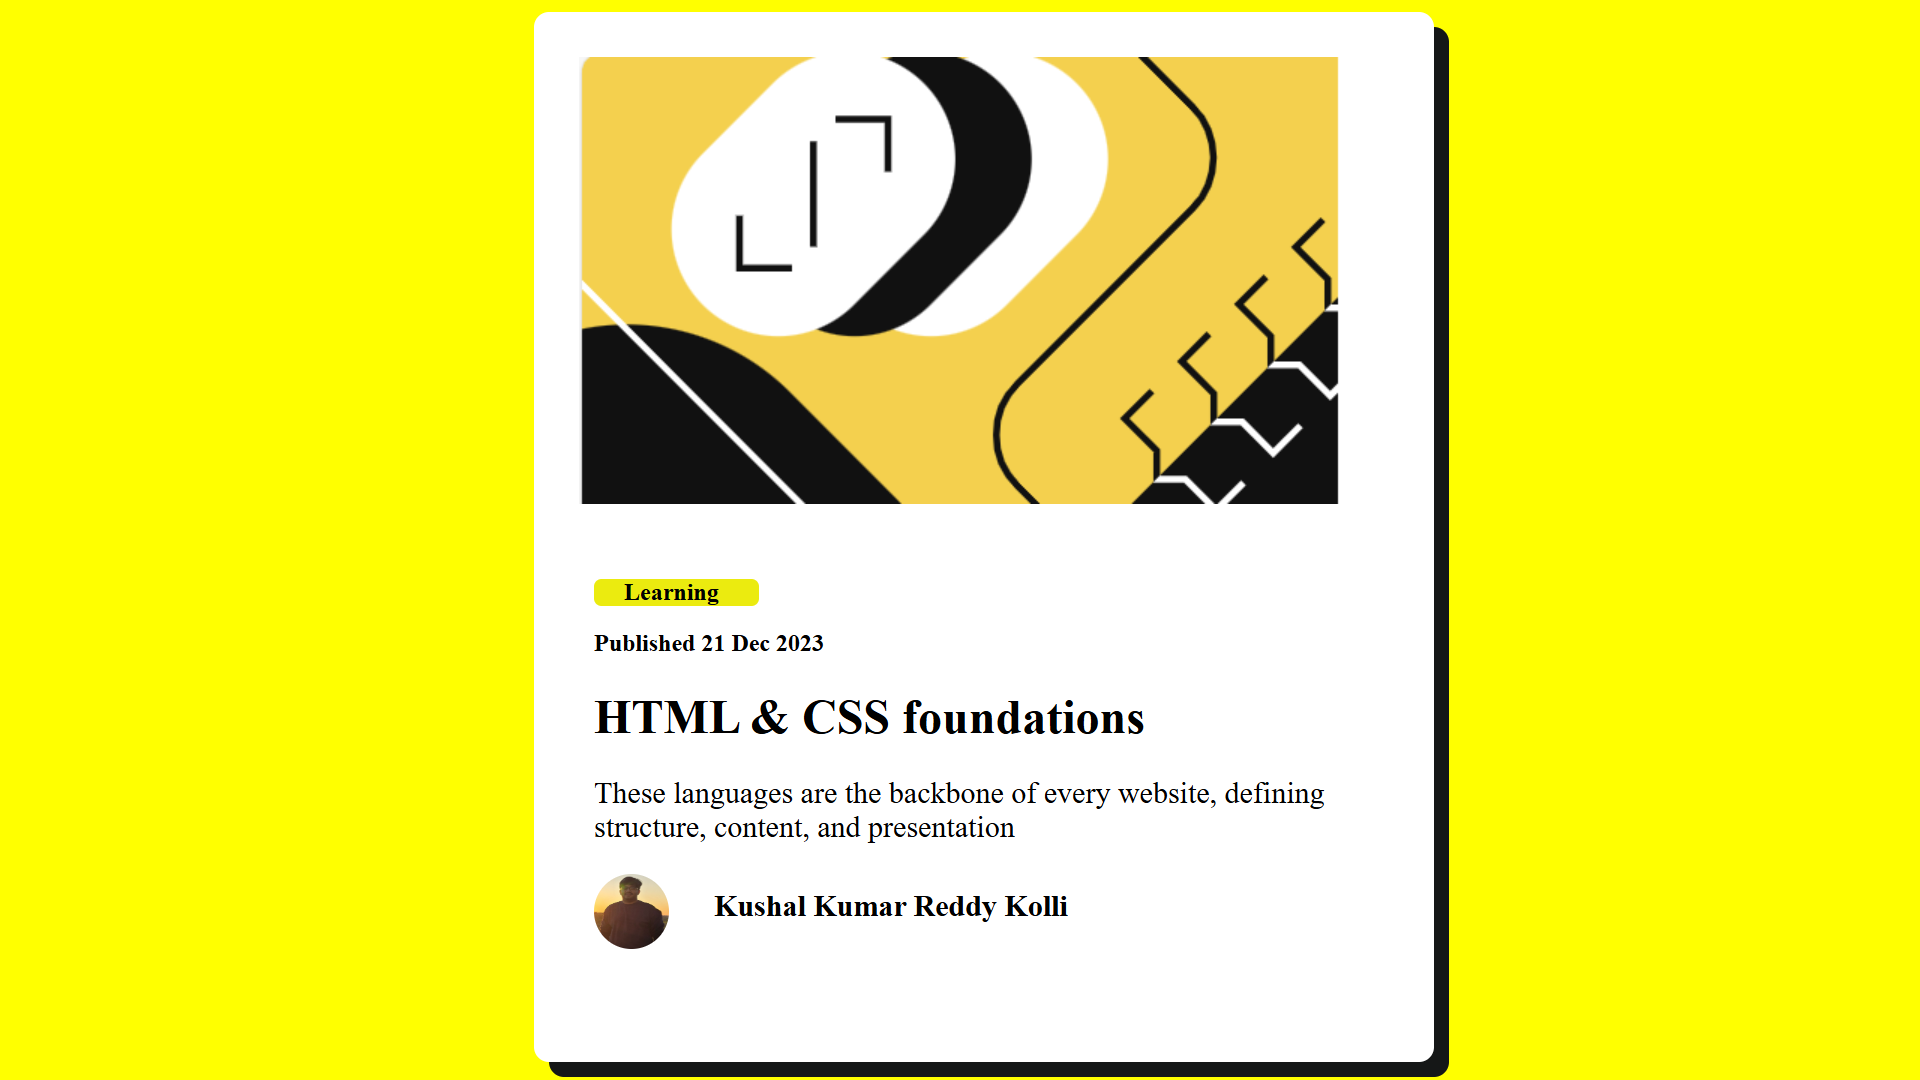 Learning
Published 21 Dec 2023
HTML & CSS foundations
These languages are the backbone of every website, defining
structure, content, and presentation
Kushal Kumar Reddy Kolli